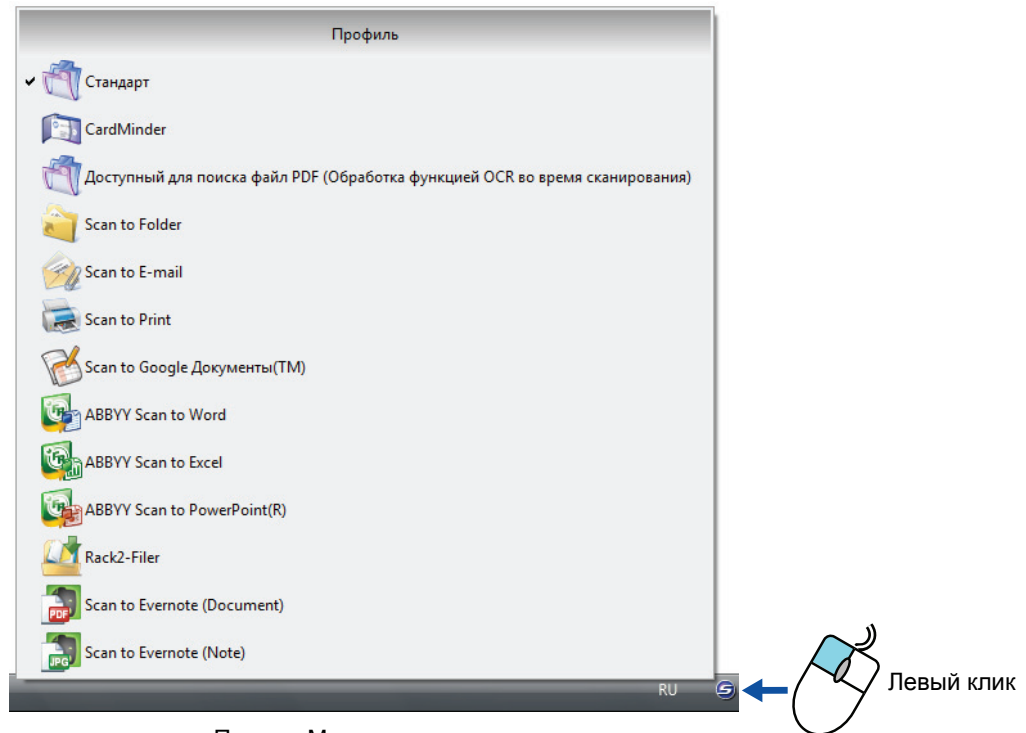 Профиль
Стандарт
CardMinder
Доступный для поиска файл PDF (Обработка функцией OCR во время сканирования)
Scan to Folder
Scan to E-mail
Scan to Print
Scan to Google Документы(TM)
ABBYY Scan to Word
ABBYY Scan to Excel
ABBYY Scan to PowerPoint(R)
Rack2-Filer
PDF
Scan to Evernote (Document)
JPG
Scan to Evernote (Note)
RU
Левый клик